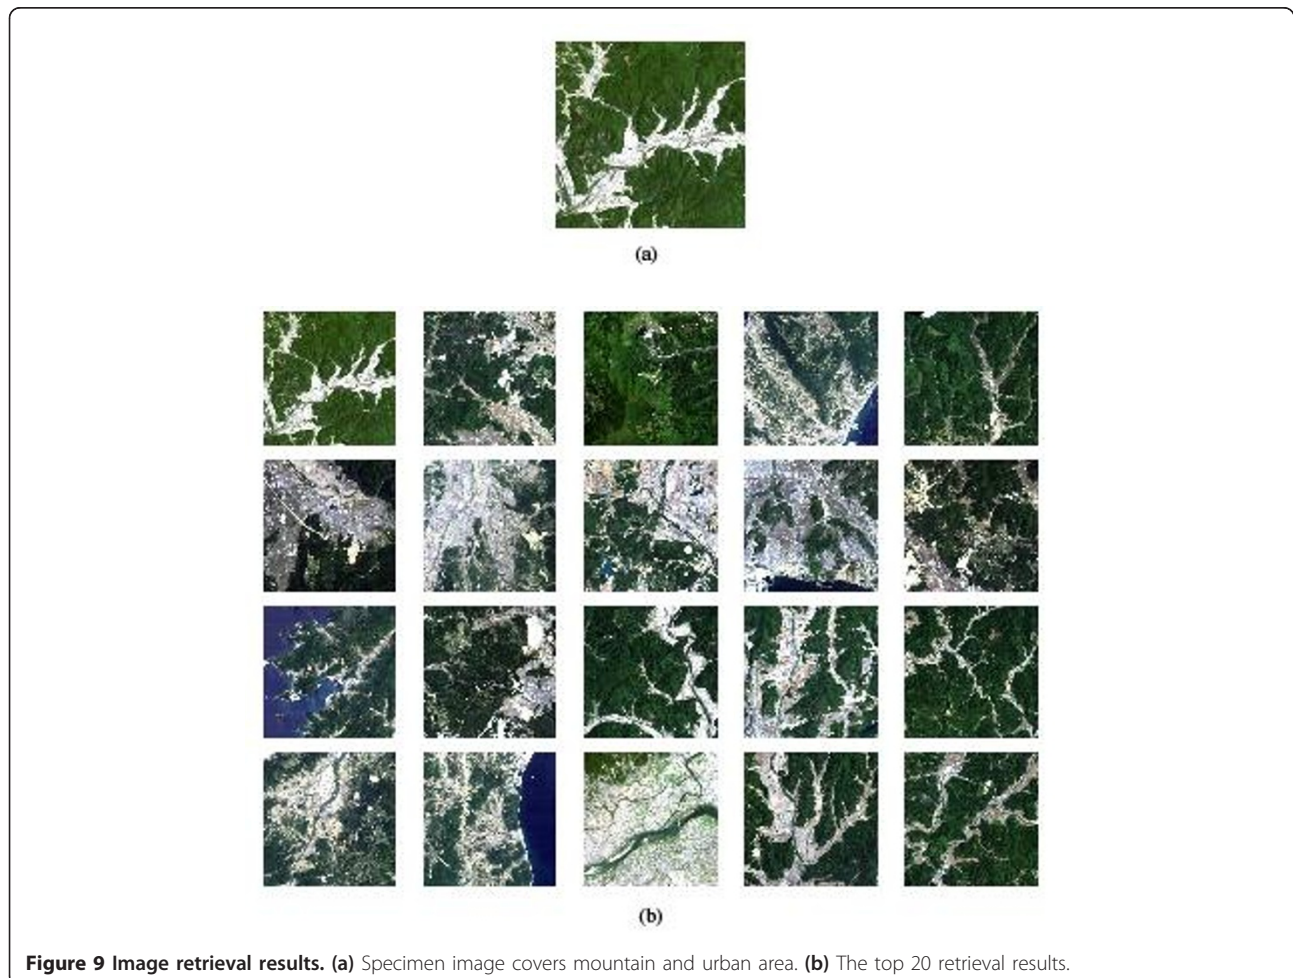 (a)
(b)
Figure 9 Image retrieval results. (a) Specimen image covers mountain and urban area. (b) The top 20 retrieval results.